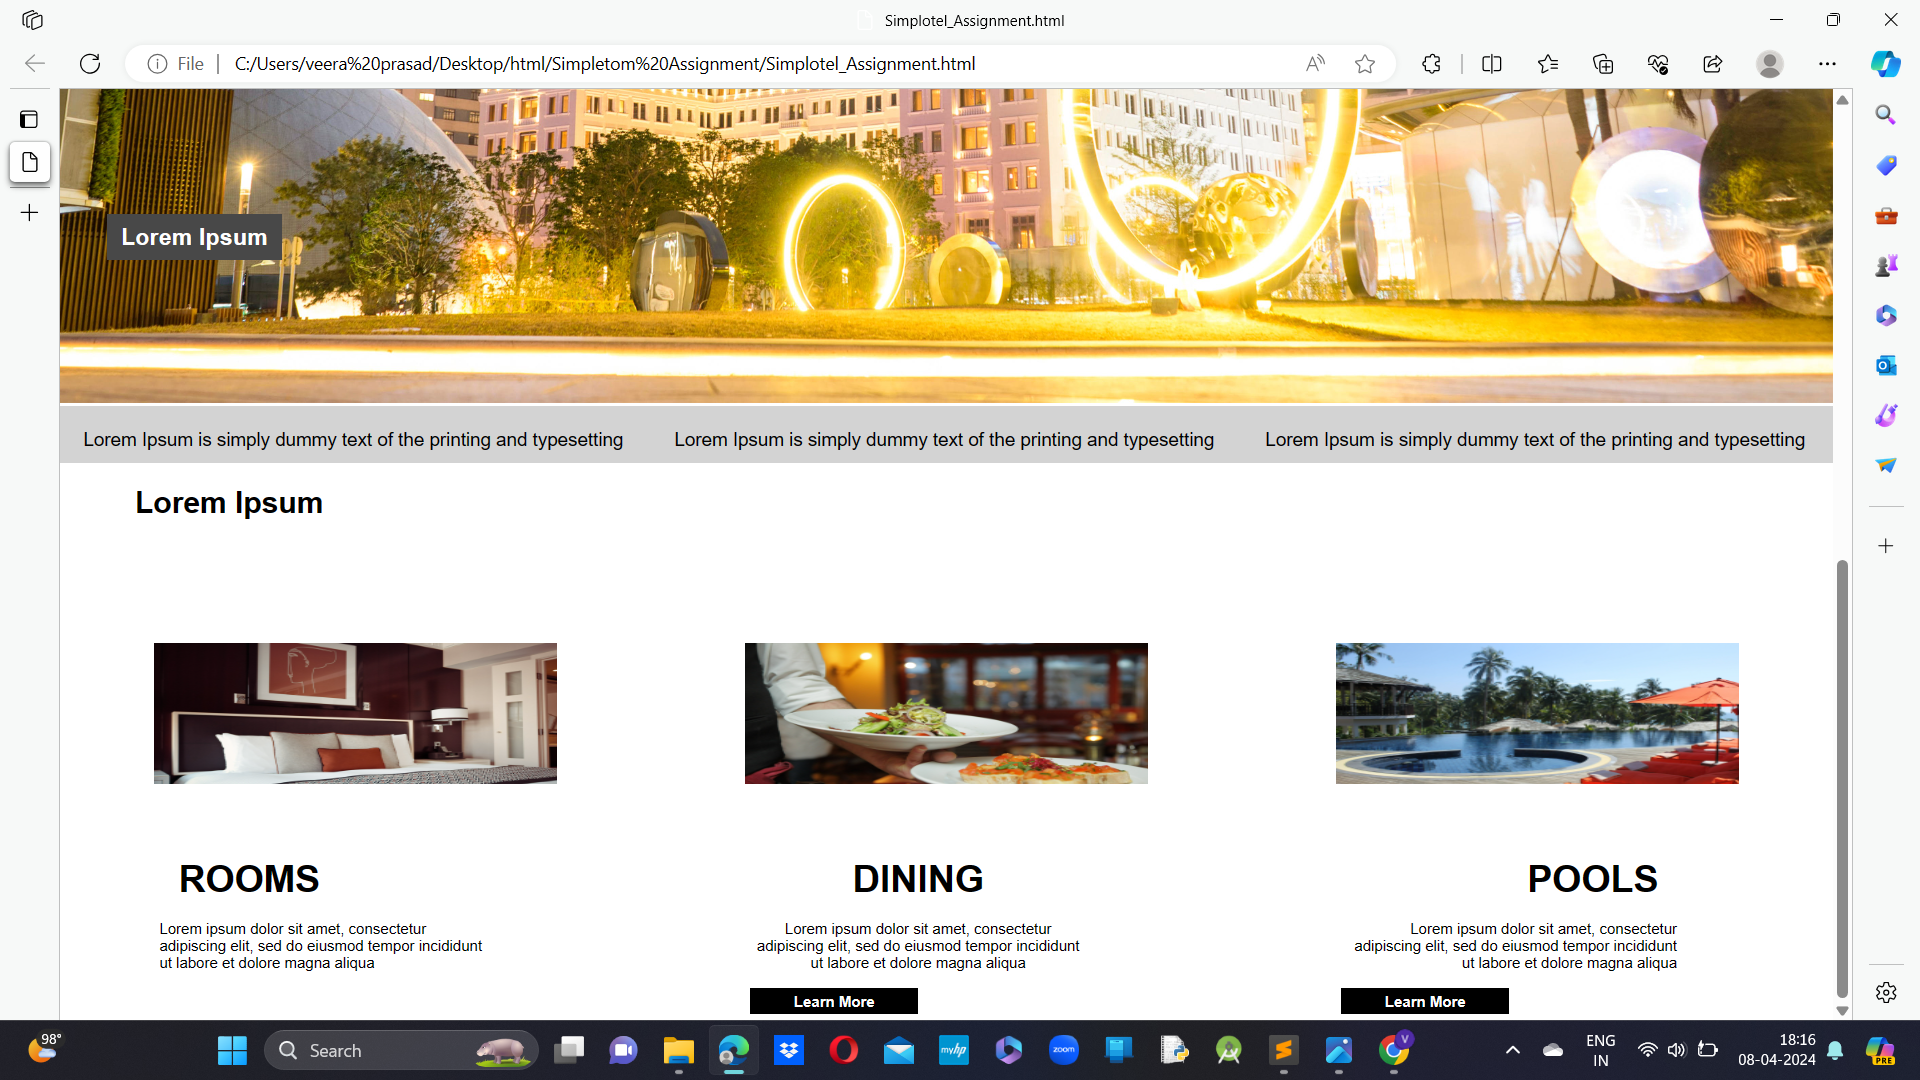 Simplotel_Assignment.html
File
C:/Users/veera%20prasad/Desktop/html/Simpletom%20Assignment/Simplotel_Assignment.html
Lorem Ipsum
Lorem Ipsum is simply dummy text of the printing and typesetting
Lorem Ipsum is simply dummy text of the printing and typesetting
Lorem Ipsum is simply dummy text of the printing and typesetting
Lorem Ipsum
ROOMS
Lorem ipsum dolor sit amet, consectetur
adipiscing elit, sed do eiusmod tempor incididunt
ut labore et dolore magna aliqua
DINING
Lorem ipsum dolor sit amet, consectetur
adipiscing elit, sed do eiusmod tempor incididunt
ut labore et dolore magna aliqua
Learn More
POOLS
Lorem ipsum dolor sit amet, consectetur
adipiscing elit, sed do eiusmod tempor incididunt
ut labore et dolore magna aliqua
Learn More
98°
Search
myhp
zoom
V
ENG
IN
18:16
08-04-2024
PRE